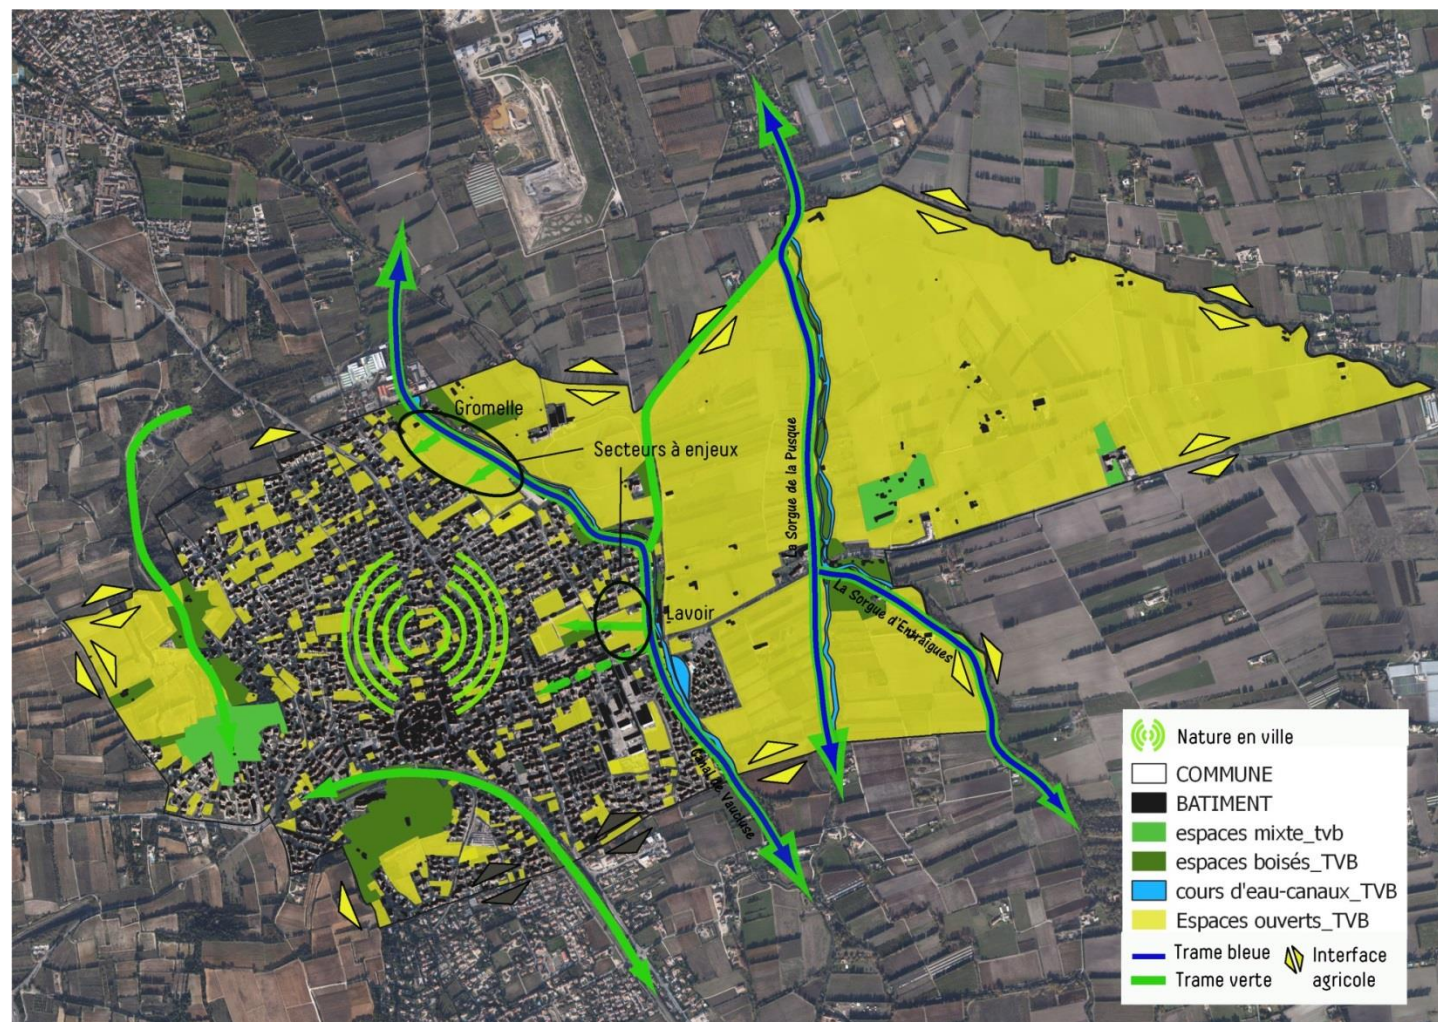 Gromelle
Secteurs à enjeux
La Sorgue de la Pusque
Lavoir
La Sorgue d'Entraigues
Canal de Vaucluse
Nature en ville
COMMUNE
BATIMENT
espaces mixte_tvb
espaces boisés_TVB
cours d'eau-canaux_TVB
Espaces ouverts_TVB
Trame bleue
Trame verte
Interface
agricole